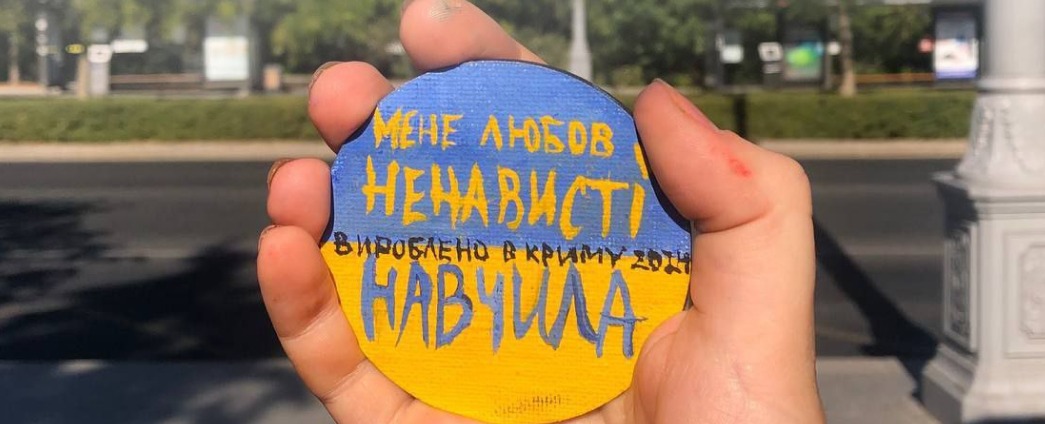 МЕНЕ ЛЮБОВ
НЕНАВИСТІ
ВИРОБЛЕНО В КРИМУ 2024
НАВЧИЛА